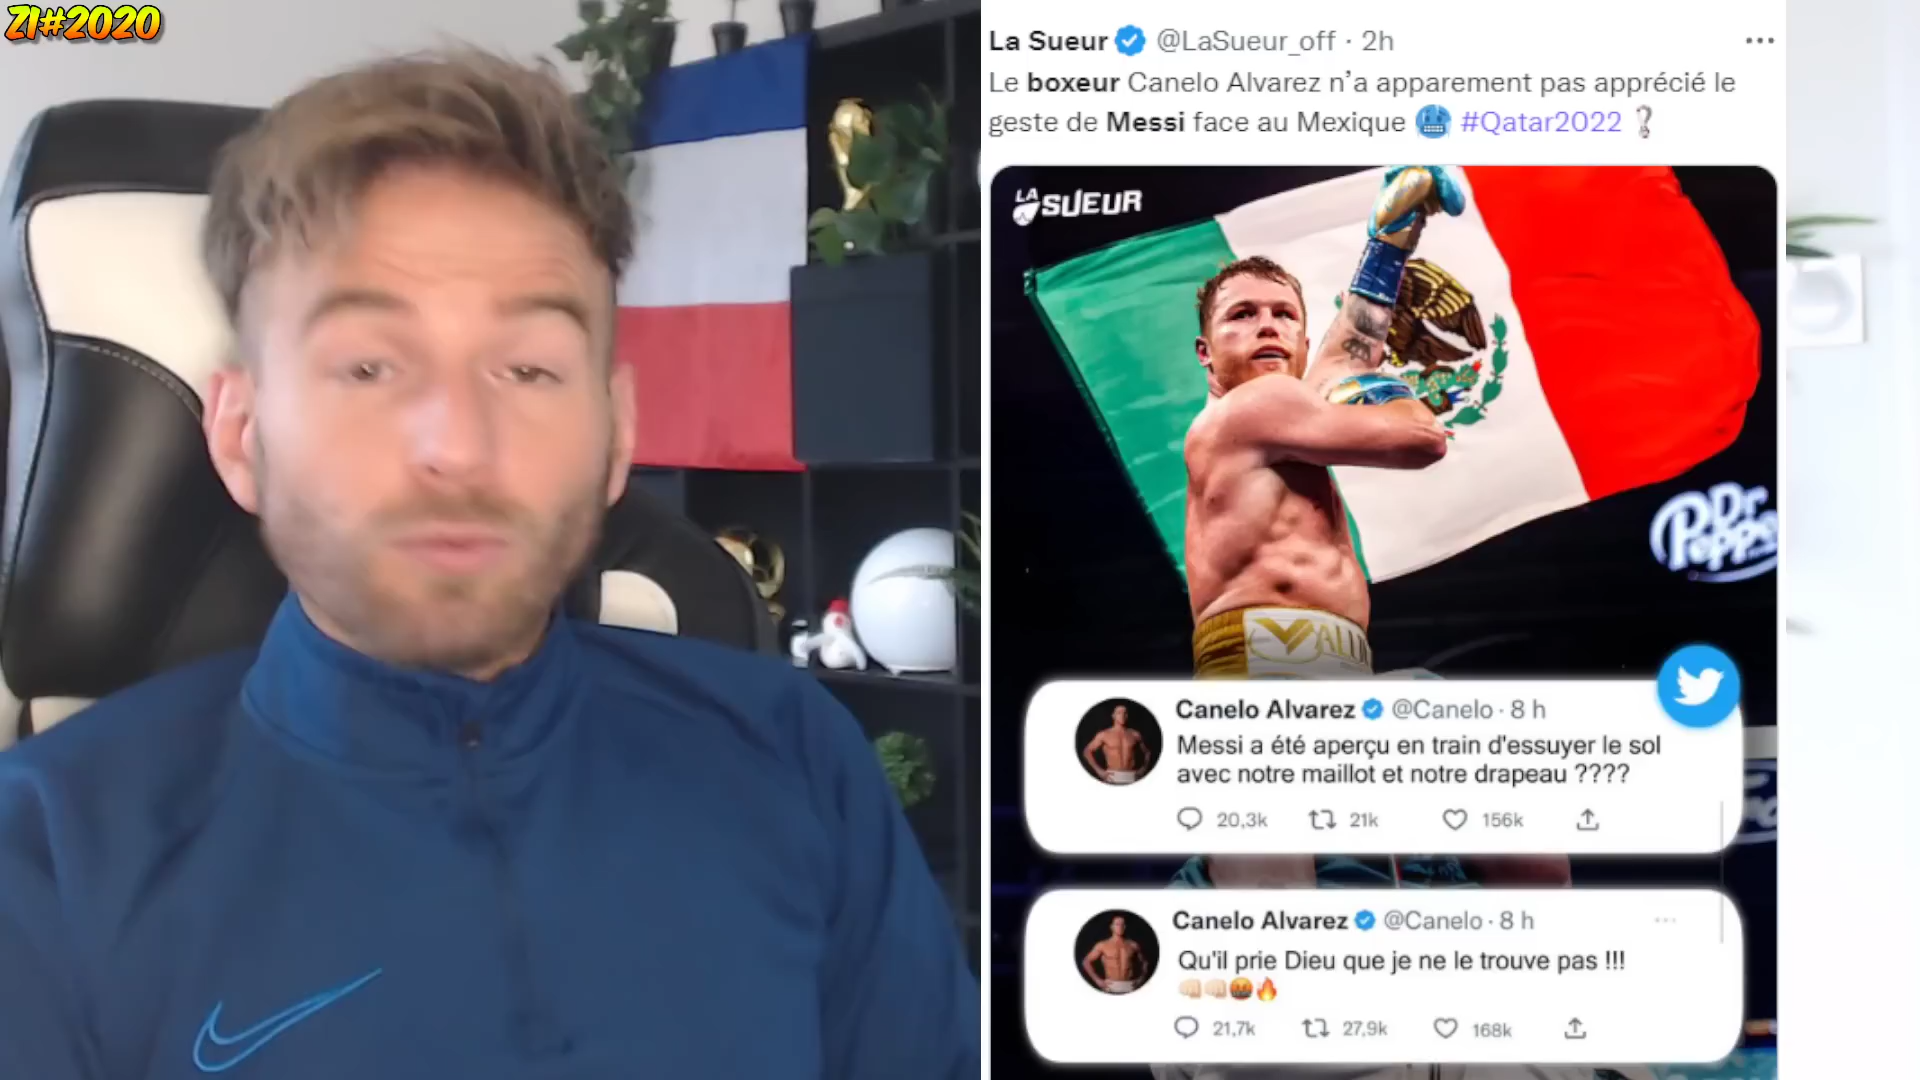 ZI#2020
La Sueur @LaSueur_off · 2h
Le boxeur Canelo Alvarez n’a apparement pas apprécié le
geste de Messi face au Mexique 🥶 #Qatar2022 ❢
LA SUEUR
Dr Pepper
VALU
Canelo Alvarez @Canelo · 8 h
Messi a été aperçu en train d'essuyer le sol
avec notre maillot et notre drapeau ????
20,3k 21k 156k
Canelo Alvarez @Canelo · 8 h
Qu'il prie Dieu que je ne le trouve pas !!!
👊🏻👊🏻🤬🔥
21,7k 27,9k 168k